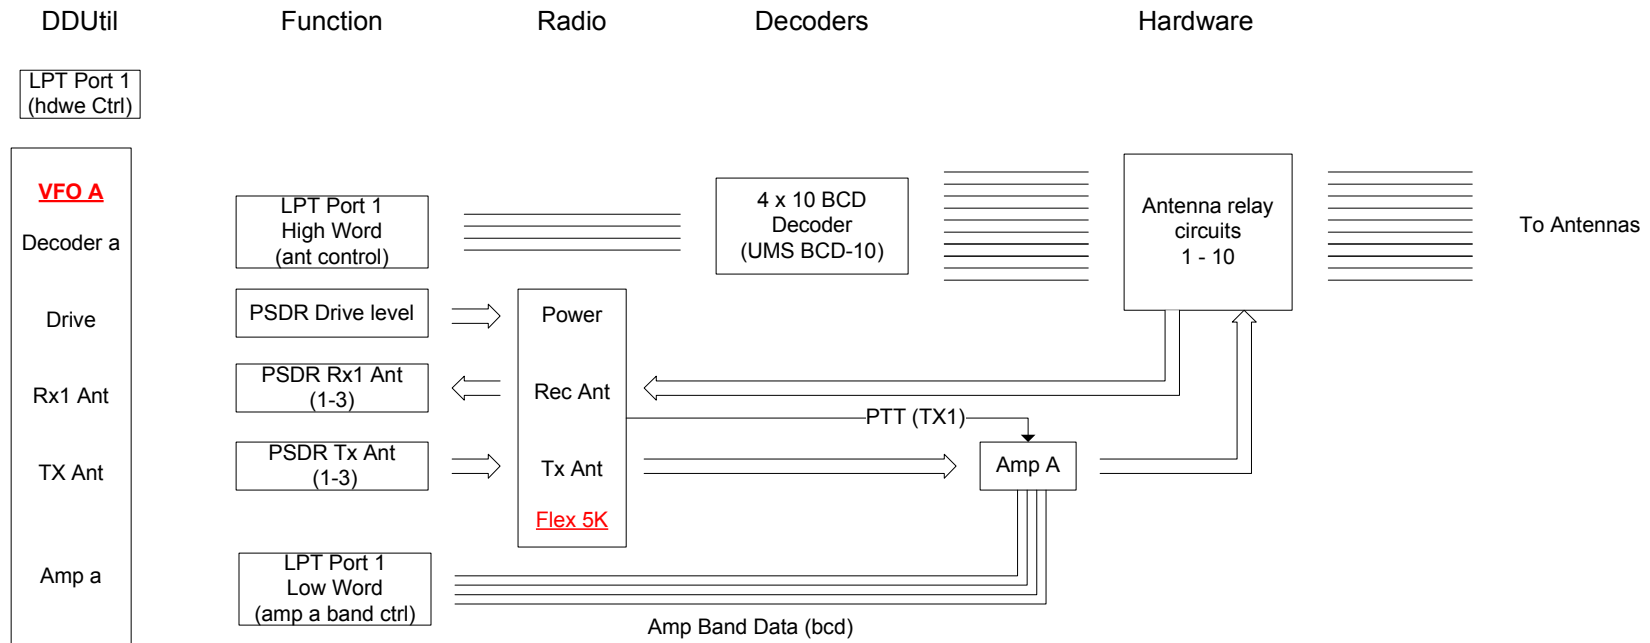 DDUtil
Function
Radio
Decoders
Hardware
LPT Port 1
(hdwe Ctrl)
VFO A
Decoder a
Drive
Rx1 Ant
TX Ant
Amp a
LPT Port 1
High Word
(ant control)
PSDR Drive level
PSDR Rx1 Ant
(1-3)
PSDR Tx Ant
(1-3)
LPT Port 1
Low Word
(amp a band ctrl)
Power
Rec Ant
Tx Ant
Flex 5K
4 x 10 BCD
Decoder
(UMS BCD-10)
PTT (TX1)
Amp A
Amp Band Data (bcd)
Antenna relay
circuits
1 - 10
To Antennas